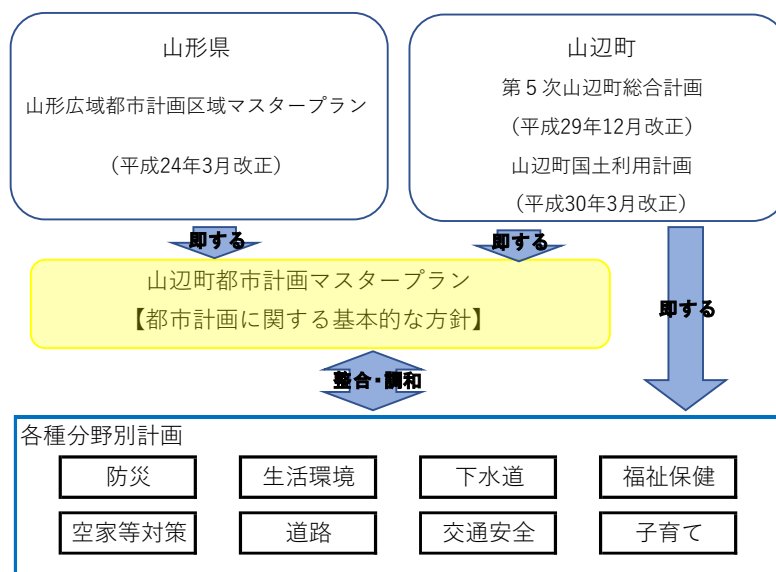 山形県
山形広域都市計画区域マスタープラン
(平成24年3月改正)
山辺町
第5次山辺町総合計画
(平成29年12月改正)
山辺町国土利用計画
(平成30年3月改正)
即する
即する
即する
山辺町都市計画マスタープラン
【都市計画に関する基本的な方針】
整合・調和
各種分野別計画
防災
生活環境
下水道
福祉保健
空家等対策
道路
交通安全
子育て